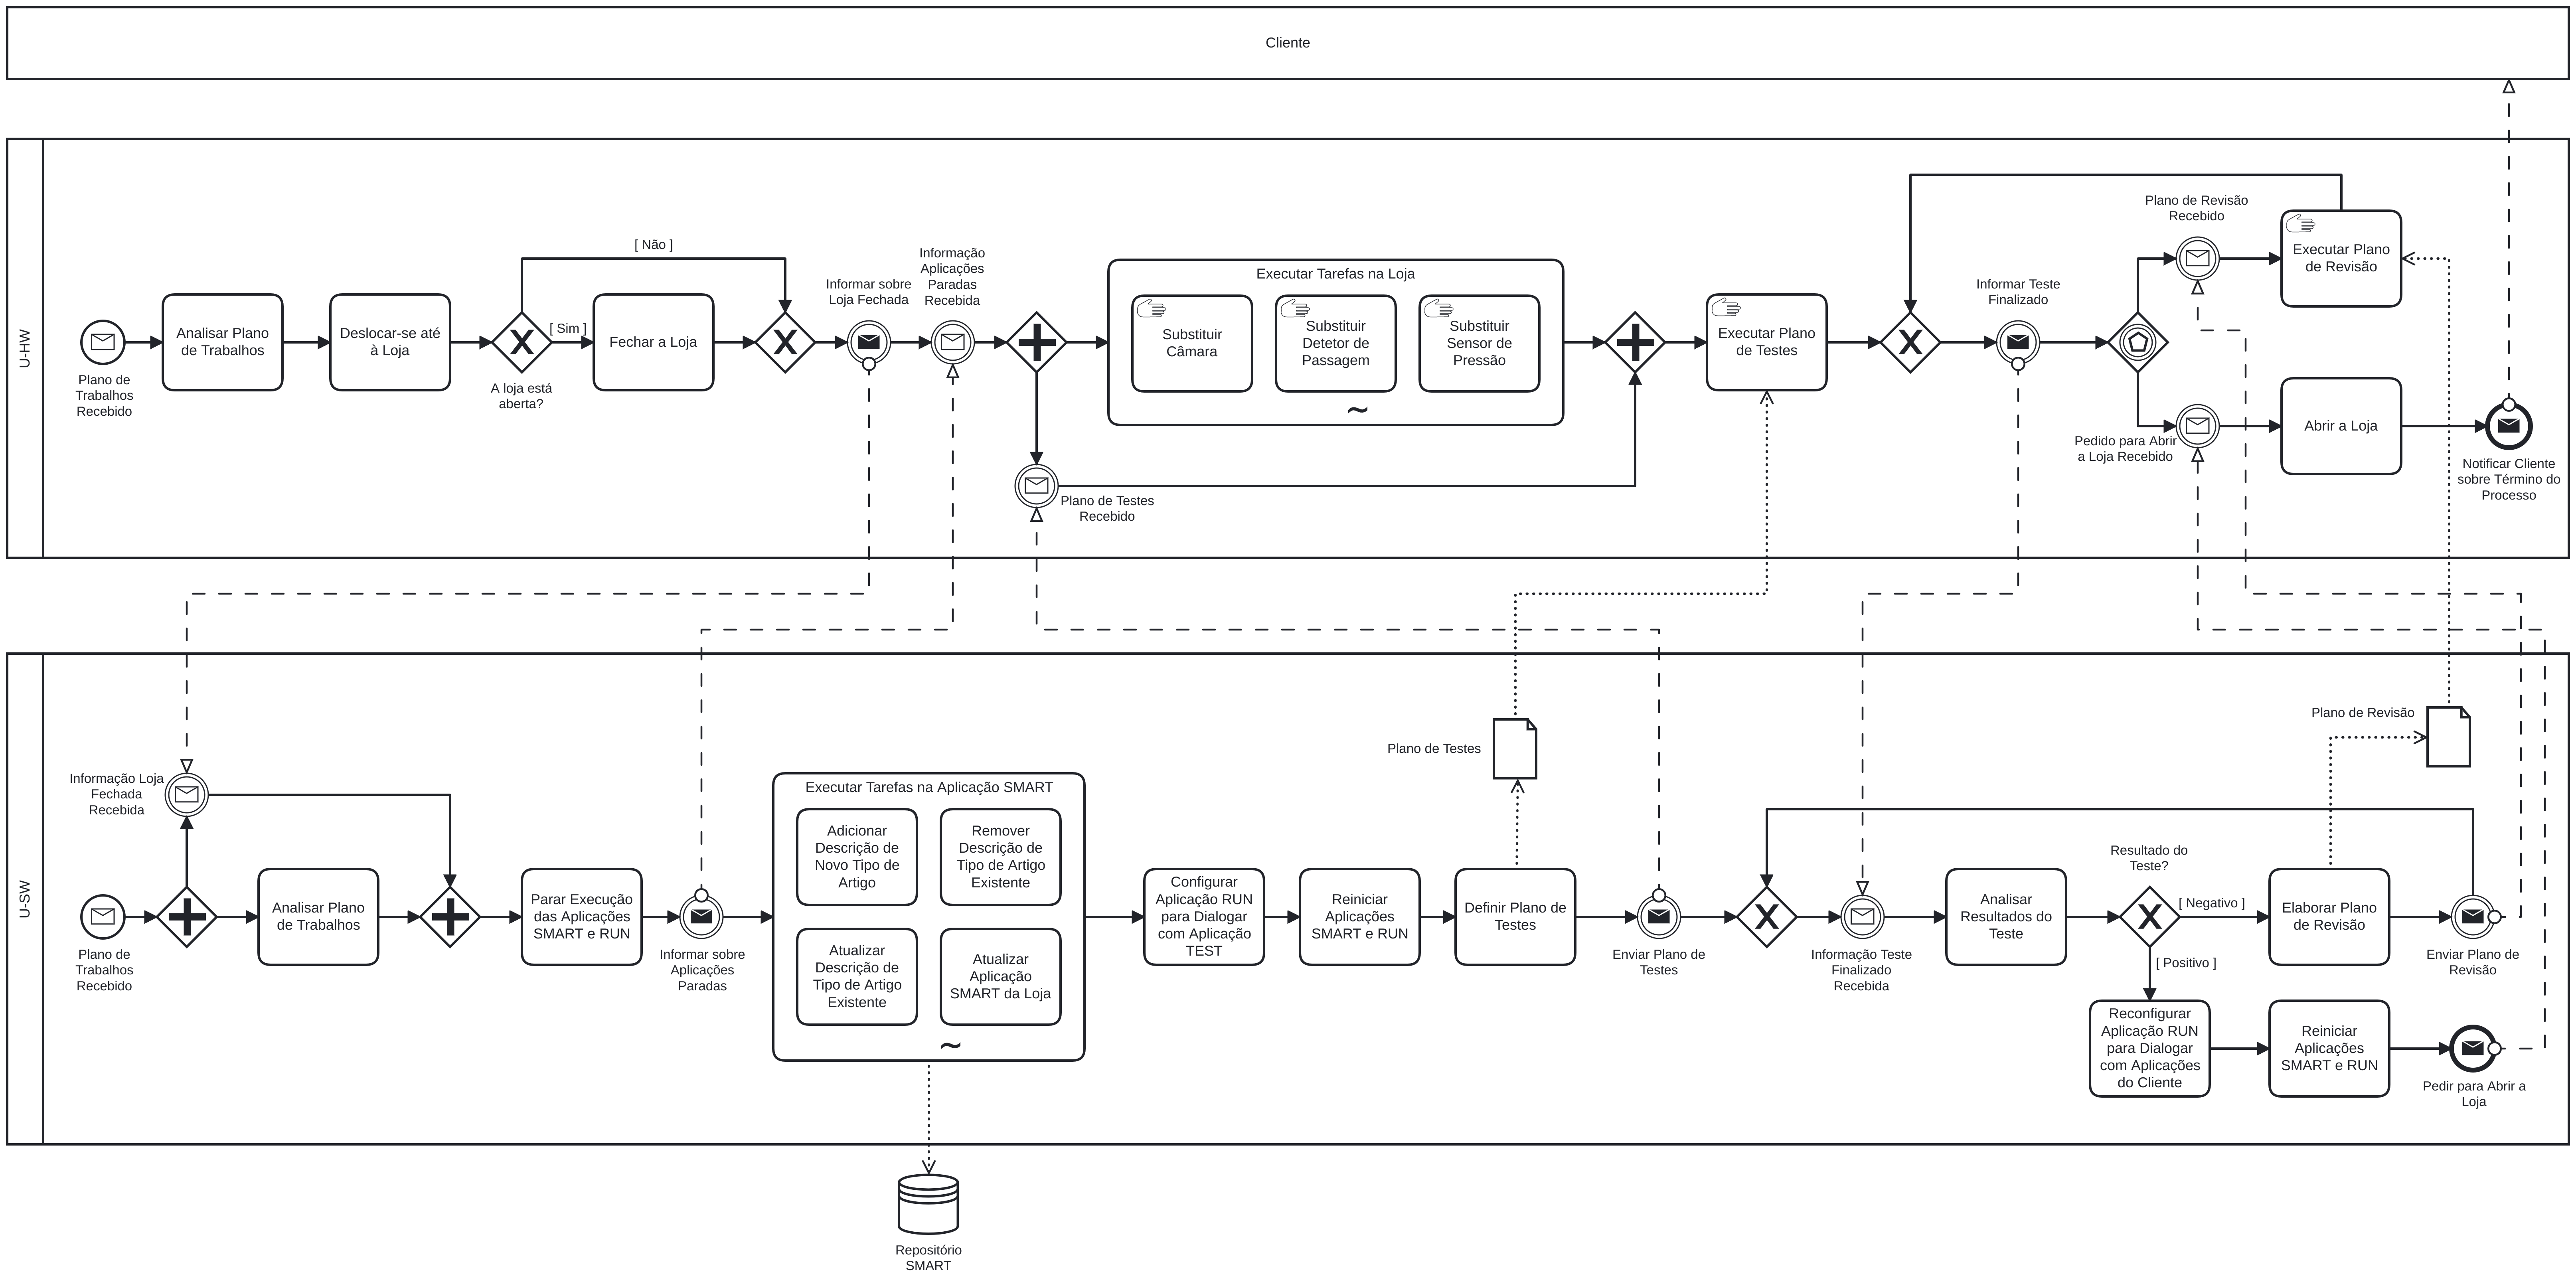 Cliente
U-HW
Plano de
Trabalhos
Recebido
Analisar Plano
de Trabalhos
Deslocar-se até
à Loja
A loja está
aberta?
[ Não ]
[ Sim ]
Fechar a Loja
Informar sobre
Loja Fechada
Informação
Aplicações
Paradas
Recebida
Plano de Testes
Recebido
Executar Tarefas na Loja
Substituir
Câmara
Substituir
Detetor de
Passagem
Substituir
Sensor de
Pressão
Executar Plano
de Testes
Informar Teste
Finalizado
Plano de Revisão
Recebido
Executar Plano
de Revisão
Pedido para Abrir
a Loja Recebido
Abrir a Loja
Notificar Cliente
sobre Término do
Processo
U-SW
Plano de
Trabalhos
Recebido
Informação Loja
Fechada
Recebida
Analisar Plano
de Trabalhos
Parar Execução
das Aplicações
SMART e RUN
Informar sobre
Aplicações
Paradas
Executar Tarefas na Aplicação SMART
Adicionar
Descrição de
Novo Tipo de
Artigo
Remover
Descrição de
Tipo de Artigo
Existente
Atualizar
Descrição de
Tipo de Artigo
Existente
Atualizar
Aplicação
SMART da Loja
Configurar
Aplicação RUN
para Dialogar
com Aplicação
TEST
Reiniciar
Aplicações
SMART e RUN
Definir Plano de
Testes
Plano de Testes
Enviar Plano de
Testes
Informação Teste
Finalizado
Recebida
Analisar
Resultados do
Teste
Resultado do
Teste?
[ Negativo ]
[ Positivo ]
Elaborar Plano
de Revisão
Plano de Revisão
Enviar Plano de
Revisão
Reconfigurar
Aplicação RUN
para Dialogar
com Aplicações
do Cliente
Reiniciar
Aplicações
SMART e RUN
Pedir para Abrir a
Loja
Repositório
SMART